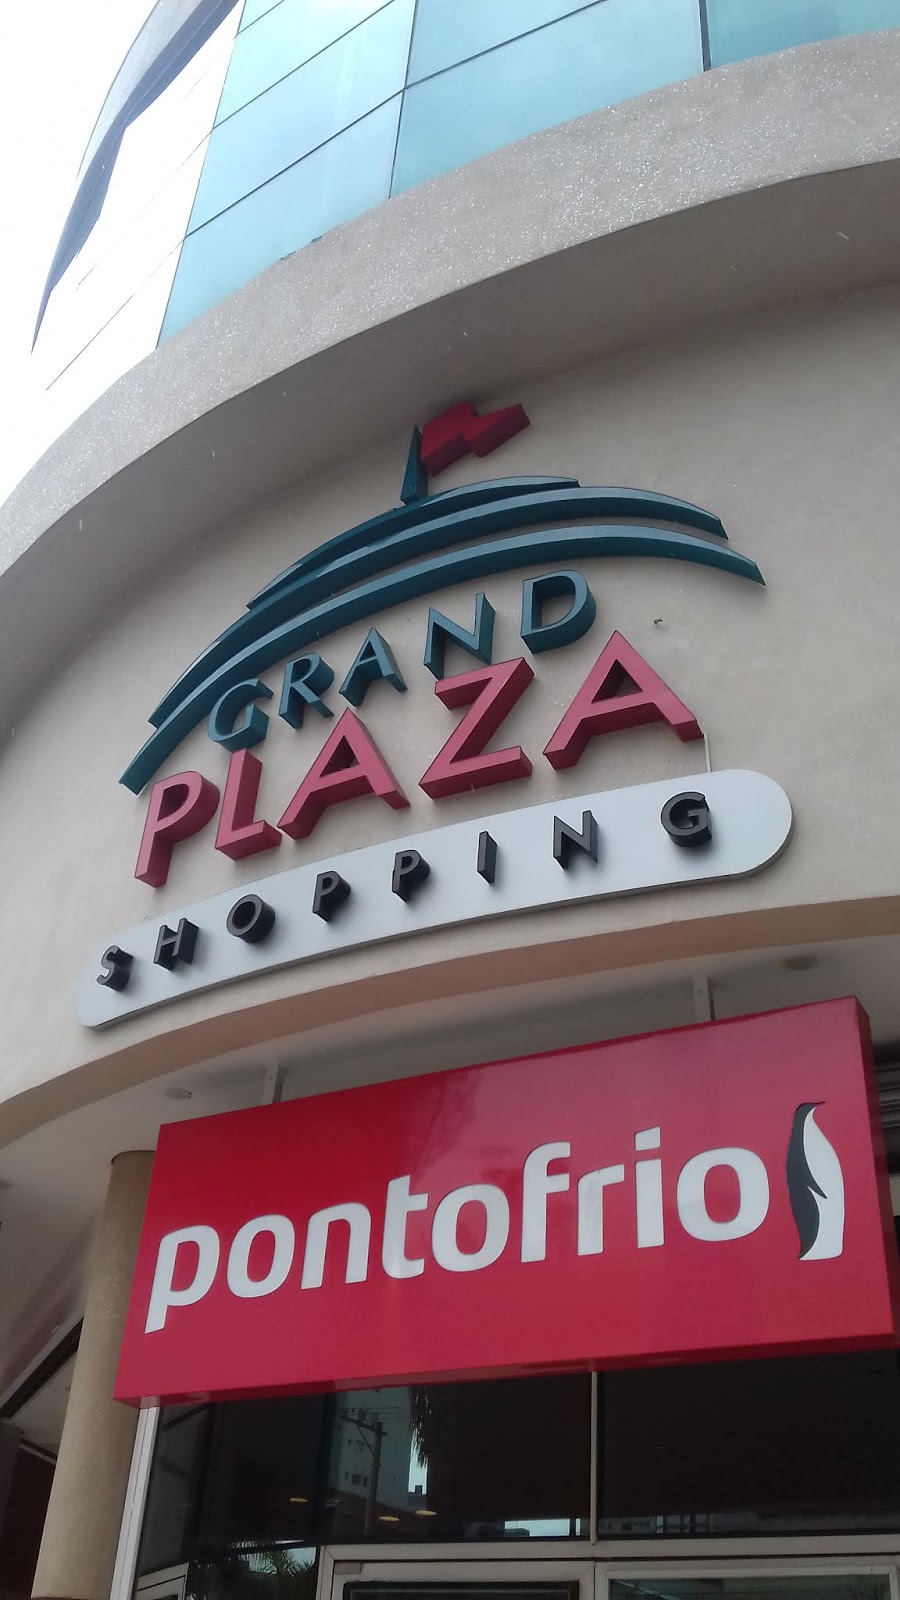 GRAND
PLAZA
SHOPPING
pontofrio